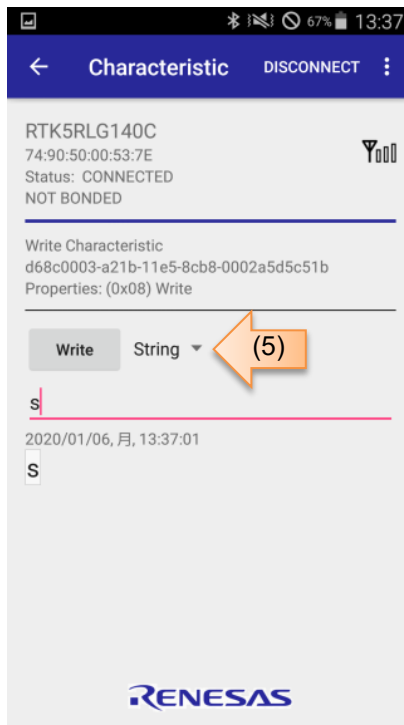 67% 13:37
Characteristic DISCONNECT
RTK5RLG140C
74:90:50:00:53:7E
Status: CONNECTED
NOT BONDED
Write Characteristic
d68c0003-a21b-11e5-8cb8-0002a5d5c51b
Properties: (0x08) Write
Write String (5)
s
2020/01/06, 月, 13:37:01
s
RENESAS